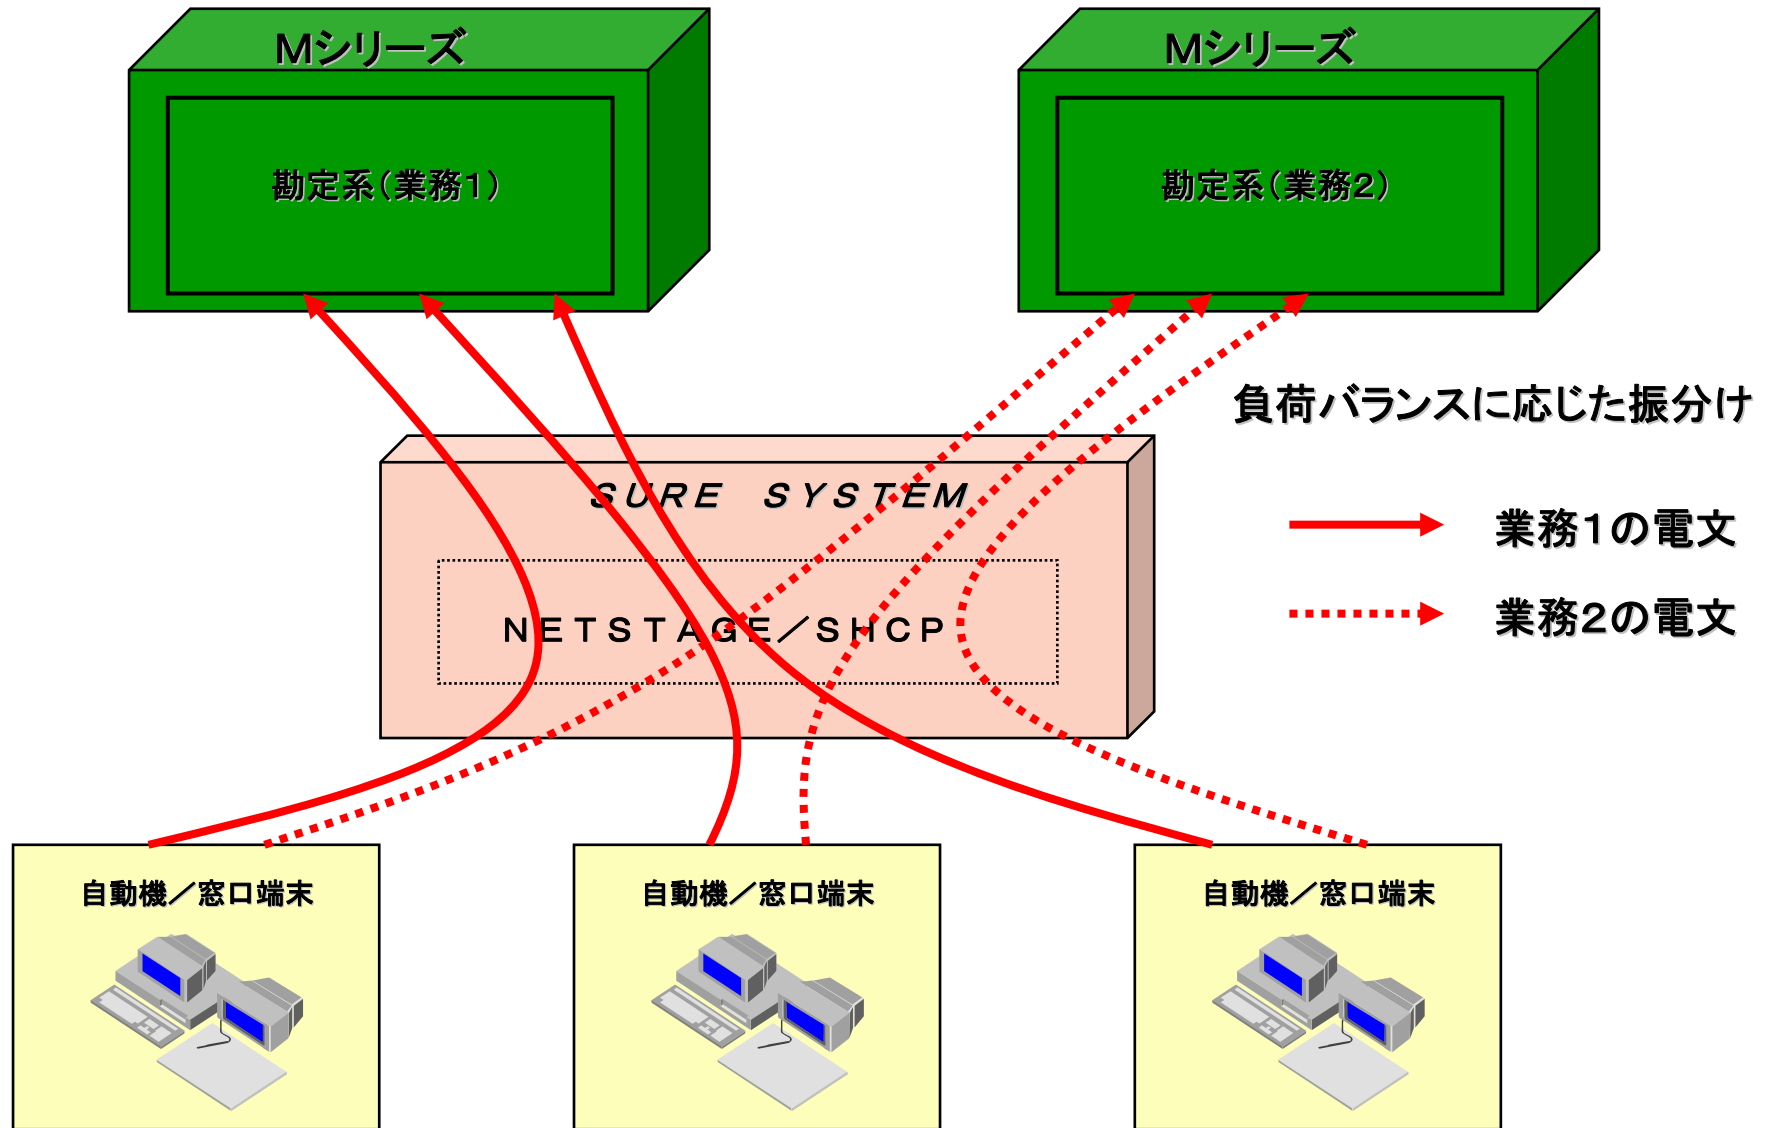 Mシリーズ
Mシリーズ
勘定系(業務1)
勘定系(業務2)
負荷バランスに応じた振分け
SURE SYSTEM
業務1の電文
NETSTAGE/SHCP
業務2の電文
自動機/窓口端末
自動機/窓口端末
自動機/窓口端末